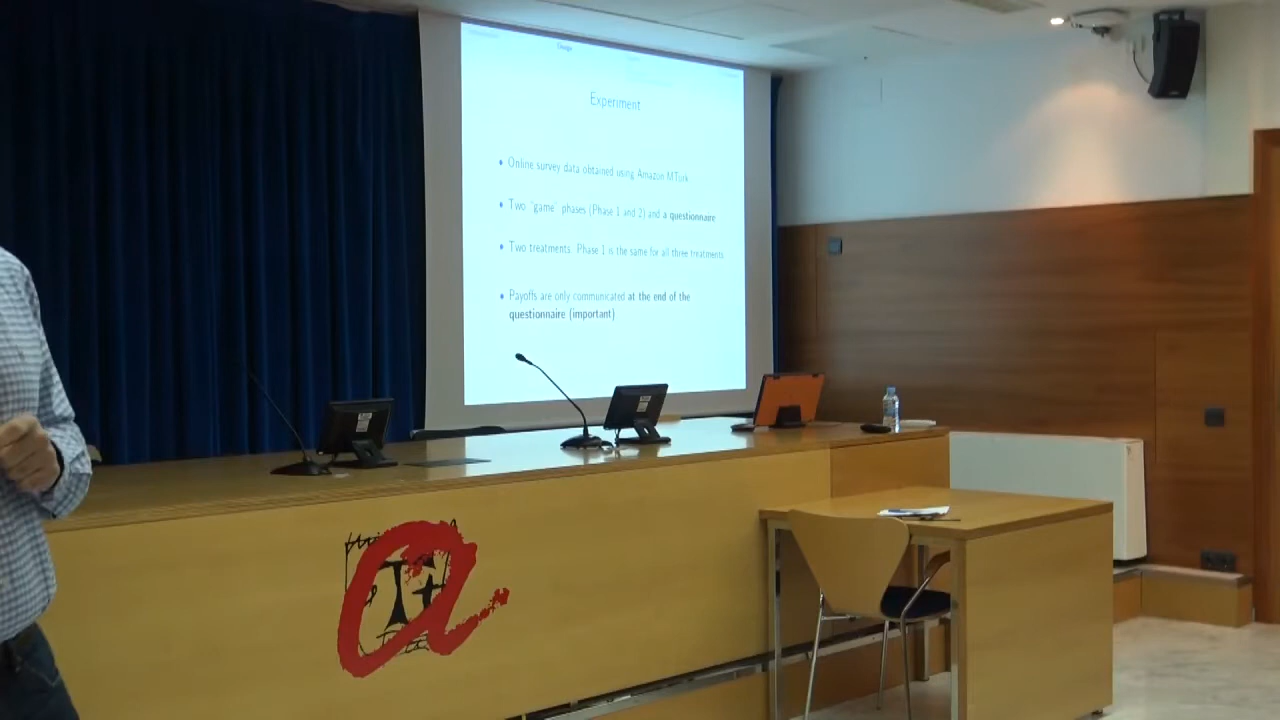 Design
Experiment
• Online survey data obtained using Amazon MTurk
• Two 'game' phases (Phase 1 and 2) and a questionnaire
• Two treatments. Phase 1 is the same for all three treatments
• Payoffs are only communicated at the end of the
questionnaire (important)
a